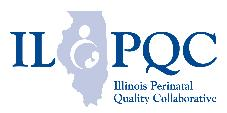 IL PQC
Illinois Perinatal
Quality Collaborative